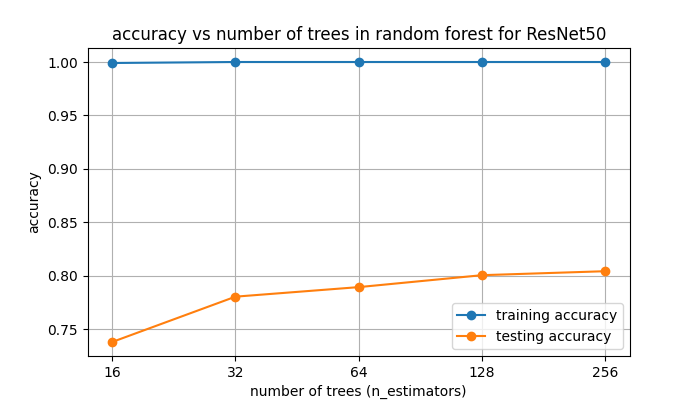 accuracy vs number of trees in random forest for ResNet50
1.00
0.95
0.90
0.85
0.80
0.75
accuracy
training accuracy
testing accuracy
16 32 64 128 256
number of trees (n_estimators)